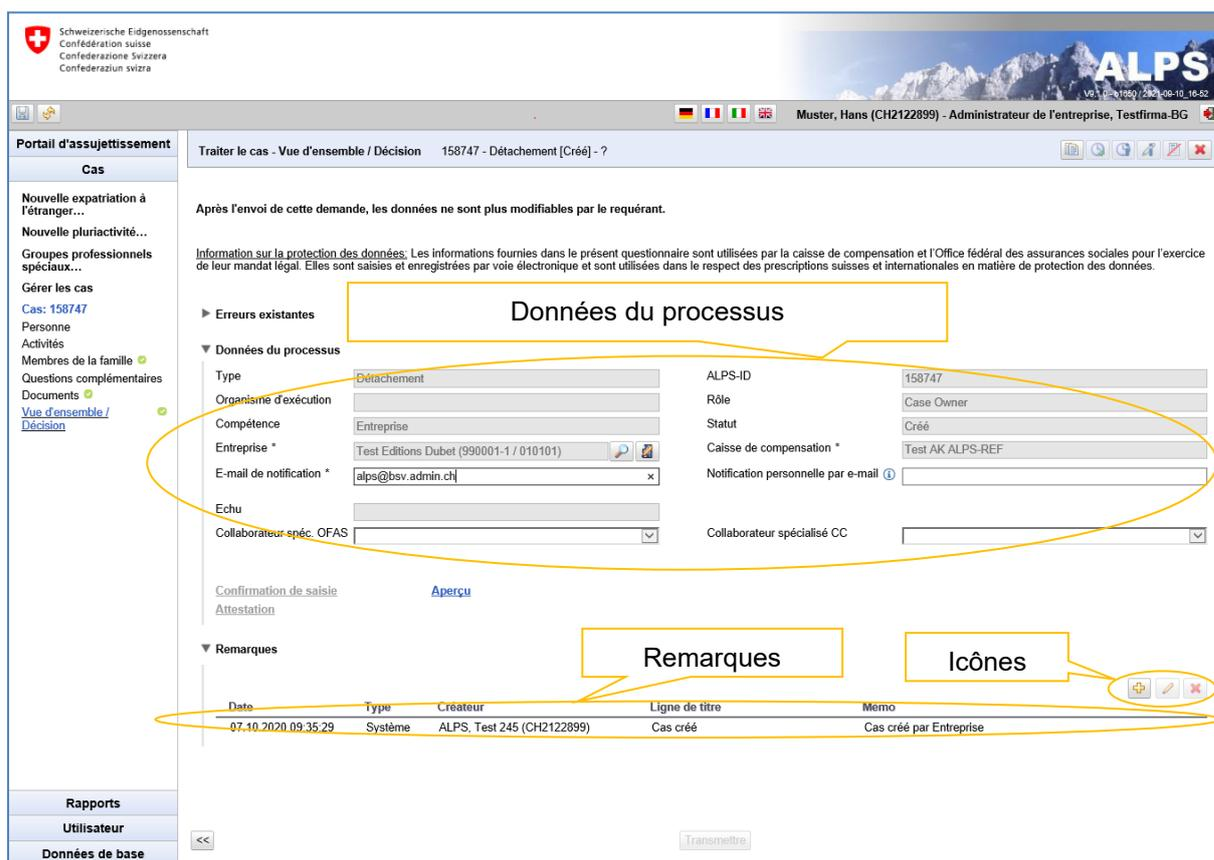 Schweizerische Eidgenossenschaft
Confédération suisse
Confederazione Svizzera
Confederaziun svizra
ALPS
V9.1.0 - b1650 / 2021-09-10_16-52
Muster, Hans (CH2122899) - Administrateur de l'entreprise, Testfirma-BG
Portail d'assujettissement
Cas
Nouvelle expatriation à
l'étranger…
Nouvelle pluriactivité…
Groupes professionnels
spéciaux…
Gérer les cas
Cas: 158747
Personne
Activités
Membres de la famille
Questions complémentaires
Documents
Vue d'ensemble /
Décision
Rapports
Utilisateur
Données de base
Traiter le cas - Vue d'ensemble / Décision 158747 - Détachement [Créé] - ?
Après l'envoi de cette demande, les données ne sont plus modifiables par le requérant.
Information sur la protection des données: Les informations fournies dans le présent questionnaire sont utilisées par la caisse de compensation et l'Office fédéral des assurances sociales pour l'exercice
de leur mandat légal. Elles sont saisies et enregistrées par voie électronique et sont utilisées dans le respect des prescriptions suisses et internationales en matière de protection des données.
Données du processus
Erreurs existantes
Données du processus
Type Détachement ALPS-ID 158747
Organisme d'exécution Rôle Case Owner
Compétence Entreprise Statut Créé
Entreprise * Test Editions Dubet (990001-1 / 010101) Caisse de compensation * Test AK ALPS-REF
E-mail de notification * alps@bsv.admin.ch × Notification personnelle par e-mail
Echu
Collaborateur spéc. OFAS Collaborateur spécialisé CC
Confirmation de saisie Aperçu
Attestation
Remarques
Remarques
Icônes
Date Type Créateur Ligne de titre Memo
07.10.2020 09:35:29 Système ALPS, Test 245 (CH2122899) Cas créé Cas créé par Entreprise
<< Transmettre